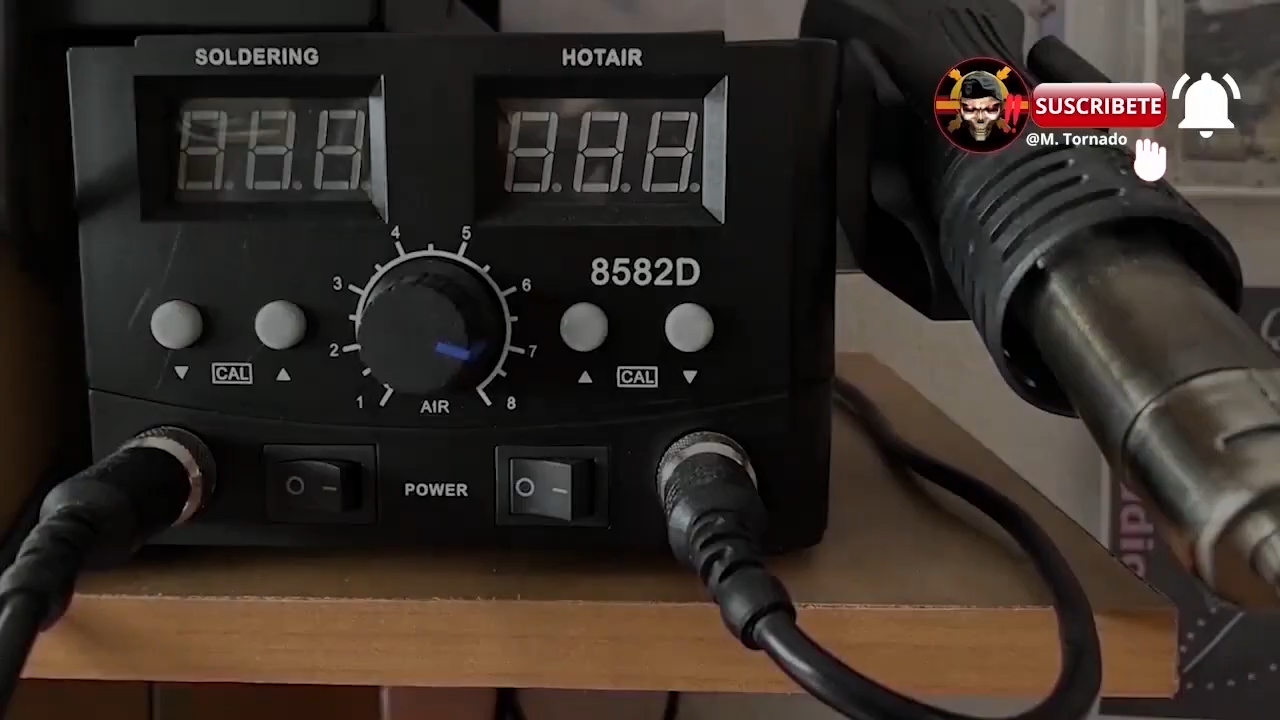 SOLDERING
HOTAIR
SUSCRIBETE
@M. Tornado
8582D
1
2
3
4
5
6
7
8
▼ CAL ▲
AIR
▲ CAL ▼
POWER